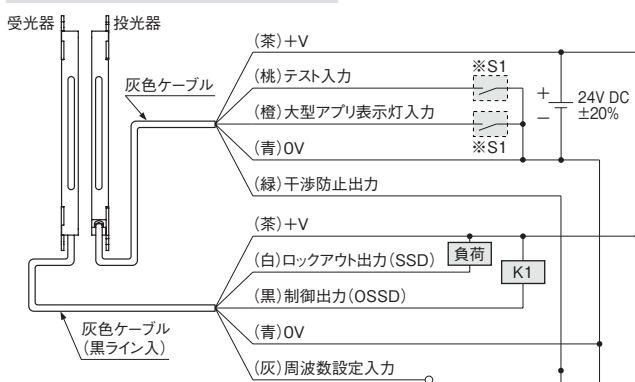 受光器 投光器
灰色ケーブル
(茶)+V
(桃)テスト入力
※S1
(橙)大型アプリ表示灯入力
※S1
+
−
24V DC
±20%
(青)0V
(緑)干渉防止出力
(茶)+V
(白)ロックアウト出力(SSD)
負荷
K1
(黒)制御出力(OSSD)
灰色ケーブル
(黒ライン入)
(青)0V
(灰)周波数設定入力